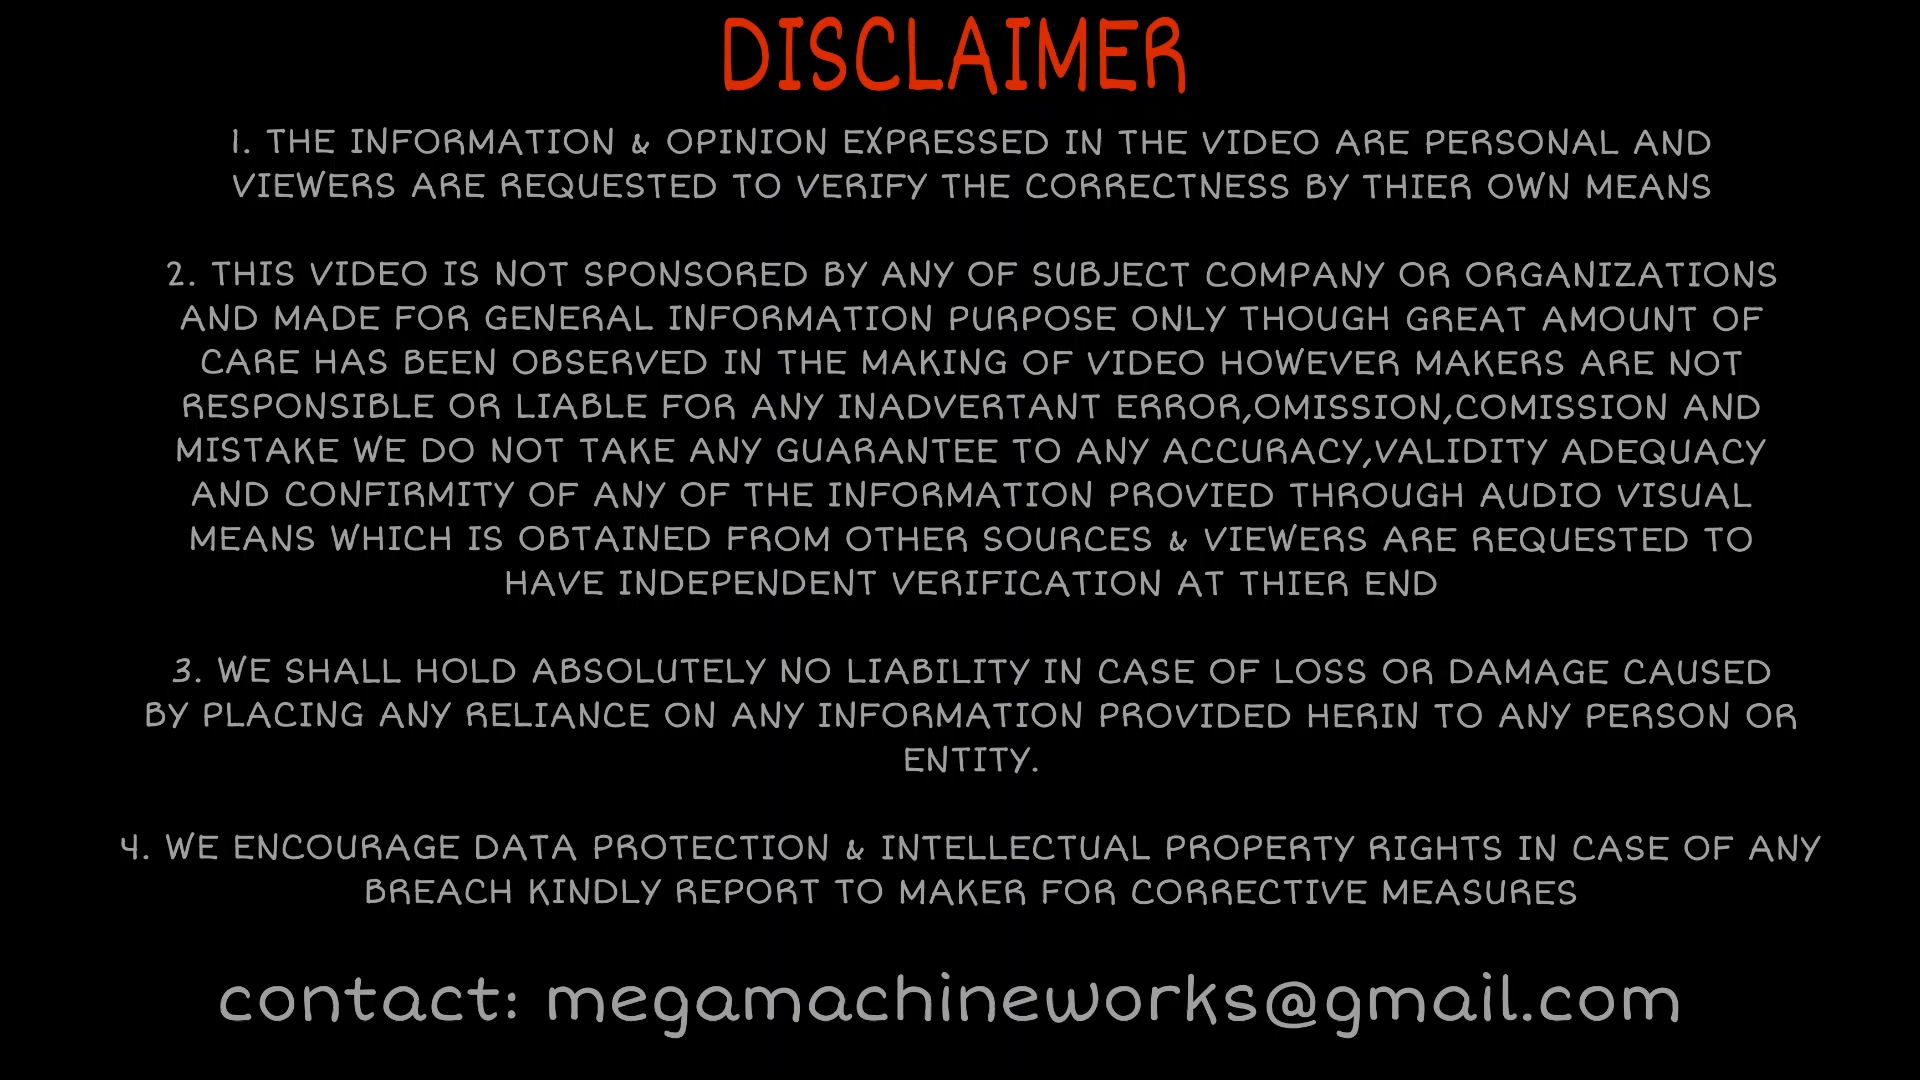 DISCLAIMER
1. THE INFORMATION & OPINION EXPRESSED IN THE VIDEO ARE PERSONAL AND
VIEWERS ARE REQUESTED TO VERIFY THE CORRECTNESS BY THIER OWN MEANS
2. THIS VIDEO IS NOT SPONSORED BY ANY OF SUBJECT COMPANY OR ORGANIZATIONS
AND MADE FOR GENERAL INFORMATION PURPOSE ONLY THOUGH GREAT AMOUNT OF
CARE HAS BEEN OBSERVED IN THE MAKING OF VIDEO HOWEVER MAKERS ARE NOT
RESPONSIBLE OR LIABLE FOR ANY INADVERTANT ERROR,OMISSION,COMISSION AND
MISTAKE WE DO NOT TAKE ANY GUARANTEE TO ANY ACCURACY,VALIDITY ADEQUACY
AND CONFIRMITY OF ANY OF THE INFORMATION PROVIED THROUGH AUDIO VISUAL
MEANS WHICH IS OBTAINED FROM OTHER SOURCES & VIEWERS ARE REQUESTED TO
HAVE INDEPENDENT VERIFICATION AT THIER END
3. WE SHALL HOLD ABSOLUTELY NO LIABILITY IN CASE OF LOSS OR DAMAGE CAUSED
BY PLACING ANY RELIANCE ON ANY INFORMATION PROVIDED HERIN TO ANY PERSON OR
ENTITY.
4. WE ENCOURAGE DATA PROTECTION & INTELLECTUAL PROPERTY RIGHTS IN CASE OF ANY
BREACH KINDLY REPORT TO MAKER FOR CORRECTIVE MEASURES
contact: megamachineworks@gmail.com